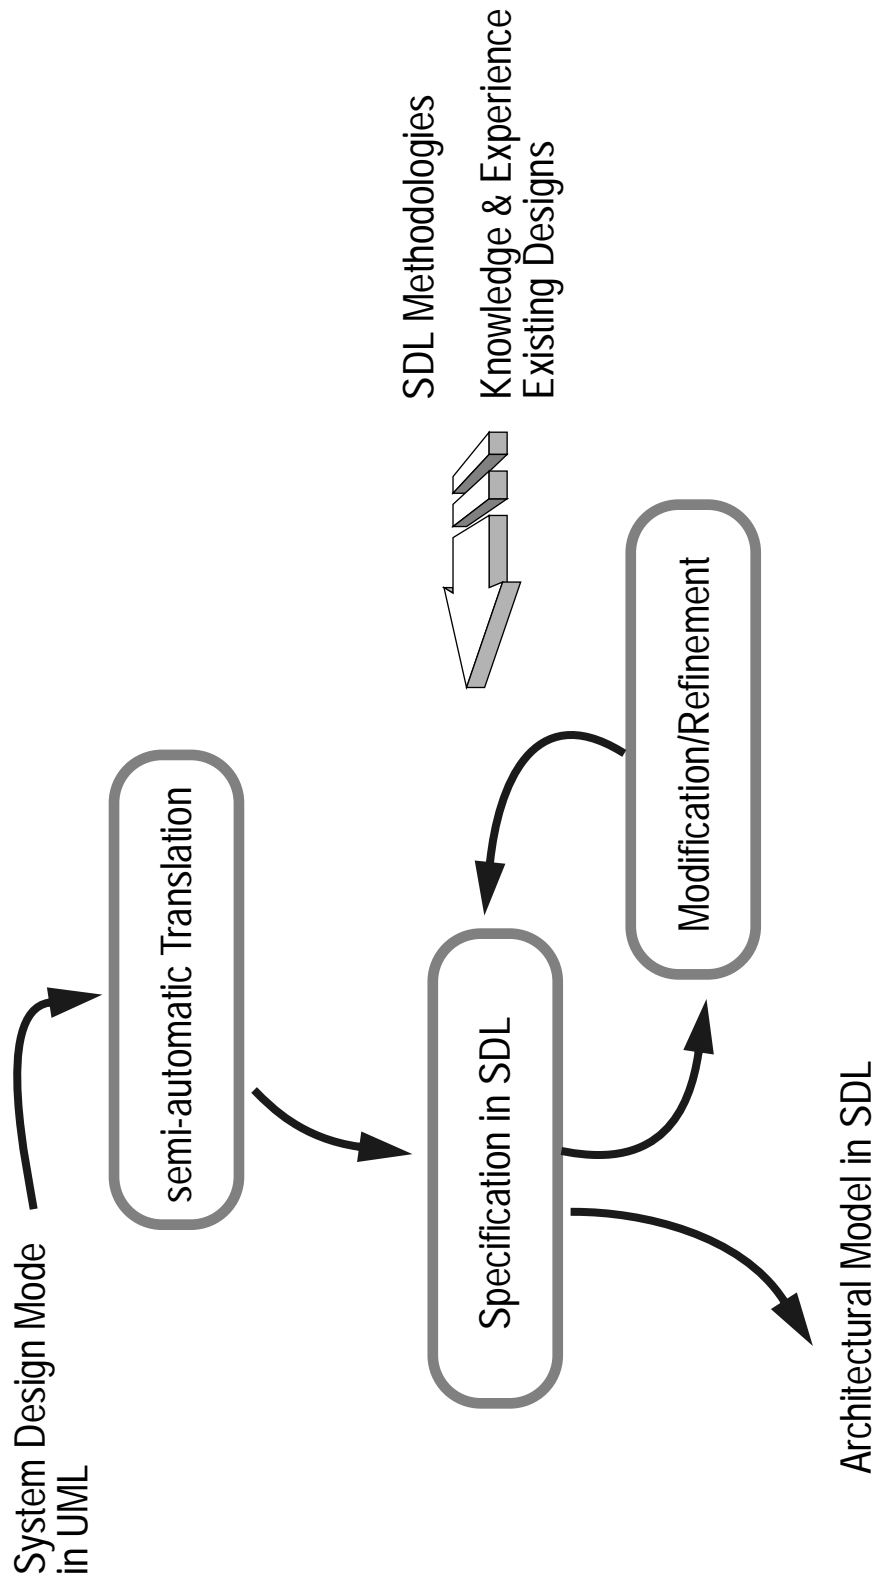 System Design Mode
in UML
semi-automatic Translation
SDL Methodologies
Knowledge & Experience
Existing Designs
Specification in SDL
Modification/Refinement
Architectural Model in SDL